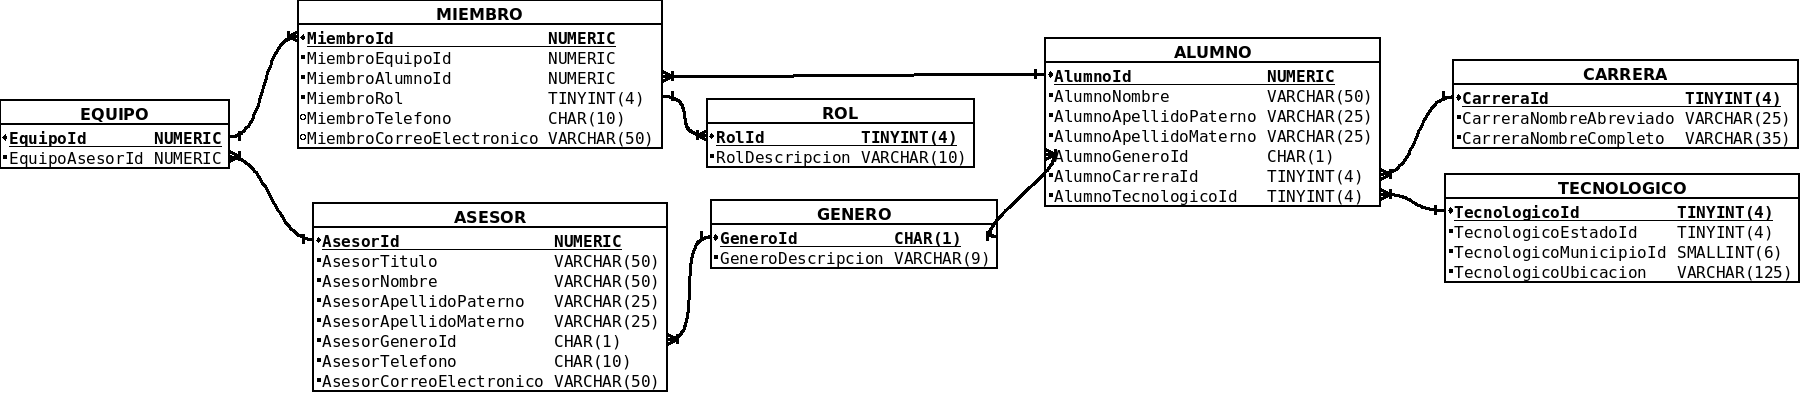 MIEMBRO
MiembroId NUMERIC
MiembroEquipoId NUMERIC
MiembroAlumnoId NUMERIC
MiembroRol TINYINT(4)
MiembroTelefono CHAR(10)
MiembroCorreoElectronico VARCHAR(50)
EQUIPO
EquipoId NUMERIC
EquipoAsesorId NUMERIC
ROL
RolId TINYINT(4)
RolDescripcion VARCHAR(10)
ALUMNO
AlumnoId NUMERIC
AlumnoNombre VARCHAR(50)
AlumnoApellidoPaterno VARCHAR(25)
AlumnoApellidoMaterno VARCHAR(25)
AlumnoGeneroId CHAR(1)
AlumnoCarreraId TINYINT(4)
AlumnoTecnologicoId TINYINT(4)
CARRERA
CarreraId TINYINT(4)
CarreraNombreAbreviado VARCHAR(25)
CarreraNombreCompleto VARCHAR(35)
ASESOR
AsesorId NUMERIC
AsesorTitulo VARCHAR(50)
AsesorNombre VARCHAR(50)
AsesorApellidoPaterno VARCHAR(25)
AsesorApellidoMaterno VARCHAR(25)
AsesorGeneroId CHAR(1)
AsesorTelefono CHAR(10)
AsesorCorreoElectronico VARCHAR(50)
GENERO
GeneroId CHAR(1)
GeneroDescripcion VARCHAR(9)
TECNOLOGICO
TecnologicoId TINYINT(4)
TecnologicoEstadoId TINYINT(4)
TecnologicoMunicipioId SMALLINT(6)
TecnologicoUbicacion VARCHAR(125)